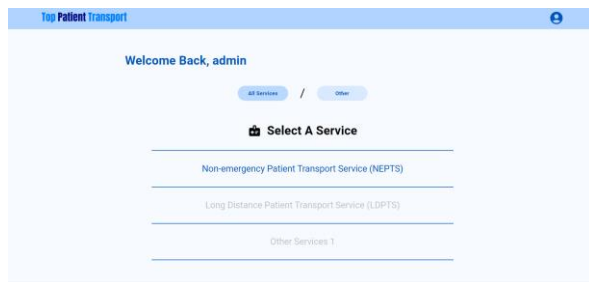 Top Patient Transport
Welcome Back, admin
All Services / Other
Select A Service
Non-emergency Patient Transport Service (NEPTS)
Long Distance Patient Transport Service (LDPTS)
Other Services 1